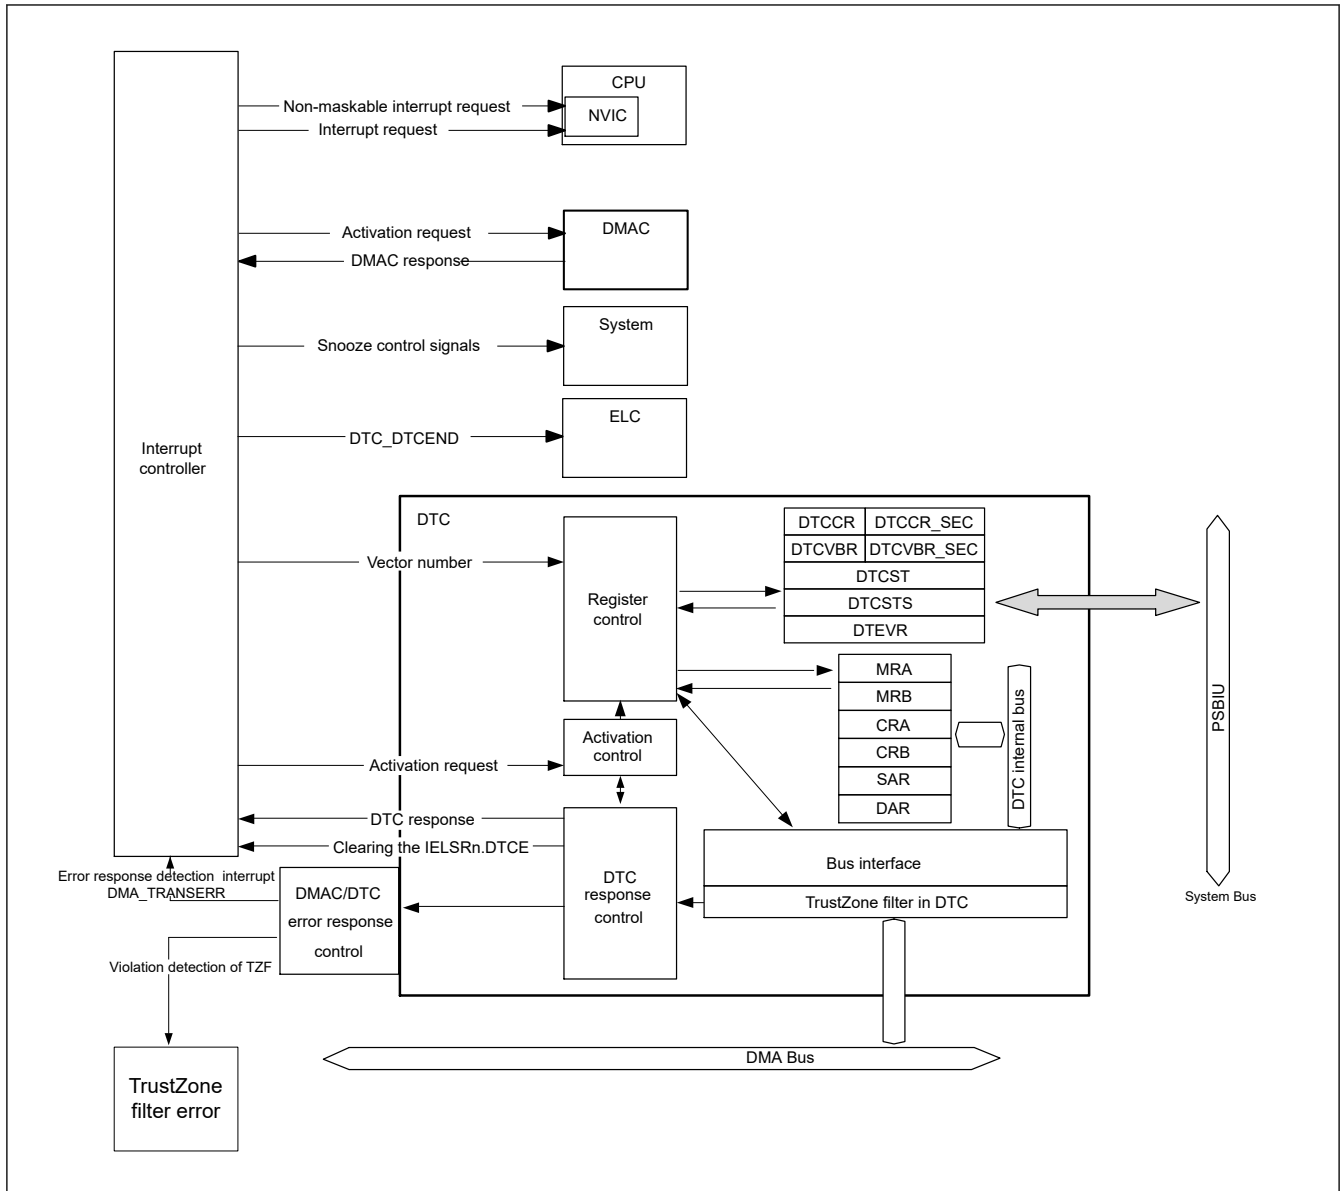 CPU
NVIC
Non-maskable interrupt request
Interrupt request
DMAC
Activation request
DMAC response
System
Snooze control signals
ELC
DTC_DTCEND
Interrupt
controller
DTC
Vector number
Register
control
DTCCR DTCCR_SEC
DTCVBR DTCVBR_SEC
DTCST
DTCSTS
DTEVR
MRA
MRB
CRA
CRB
SAR
DAR
DTC internal bus
PSBIU
System Bus
Activation
control
Activation request
DTC response
Clearing the IELSRn.DTCE
DTC
response
control
Bus interface
TrustZone filter in DTC
Error response detection interrupt
DMA_TRANSERR
DMAC/DTC
error response
control
Violation detection of TZF
DMA Bus
TrustZone
filter error